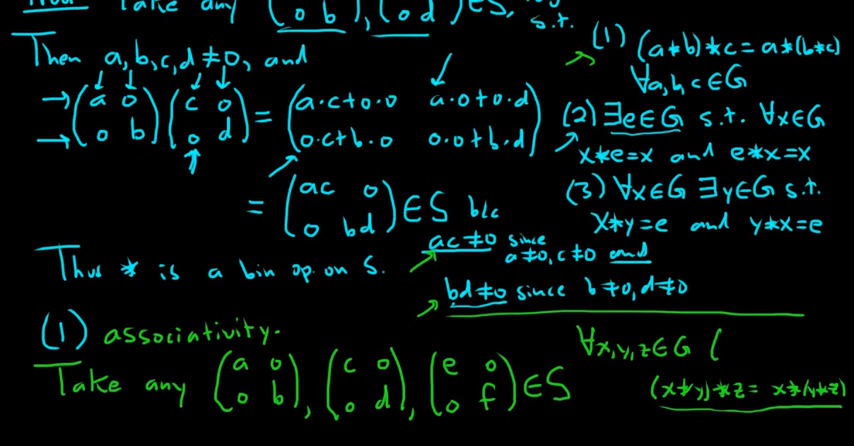 Now Take any (0 b), (0 d) ∈ S,
s.t.
Then a, b, c, d ≠ 0, and
(a 0) (c 0) = (a·c+0·0 a·0+0·d)
(0 b) (0 d) (0·c+b·0 0·0+b·d)
= (ac 0) ∈ S b/c
(0 bd)
ac ≠ 0 since
a≠0, c≠0 and
bd ≠ 0 since b ≠ 0, d ≠ 0
Thus * is a bin op. on S.
(1) (a*b)*c = a*(b*c)
∀a, b, c ∈ G
(2) ∃e ∈ G s.t. ∀x ∈ G
x*e=x and e*x=x
(3) ∀x ∈ G ∃y ∈ G s.t.
x*y=e and y*x=e
(1) associativity.
Take any (a 0), (c 0), (e 0) ∈ S
(0 b) (0 d) (0 f)
∀x,y,z ∈ G (
(x*y)*z = x*(y*z)